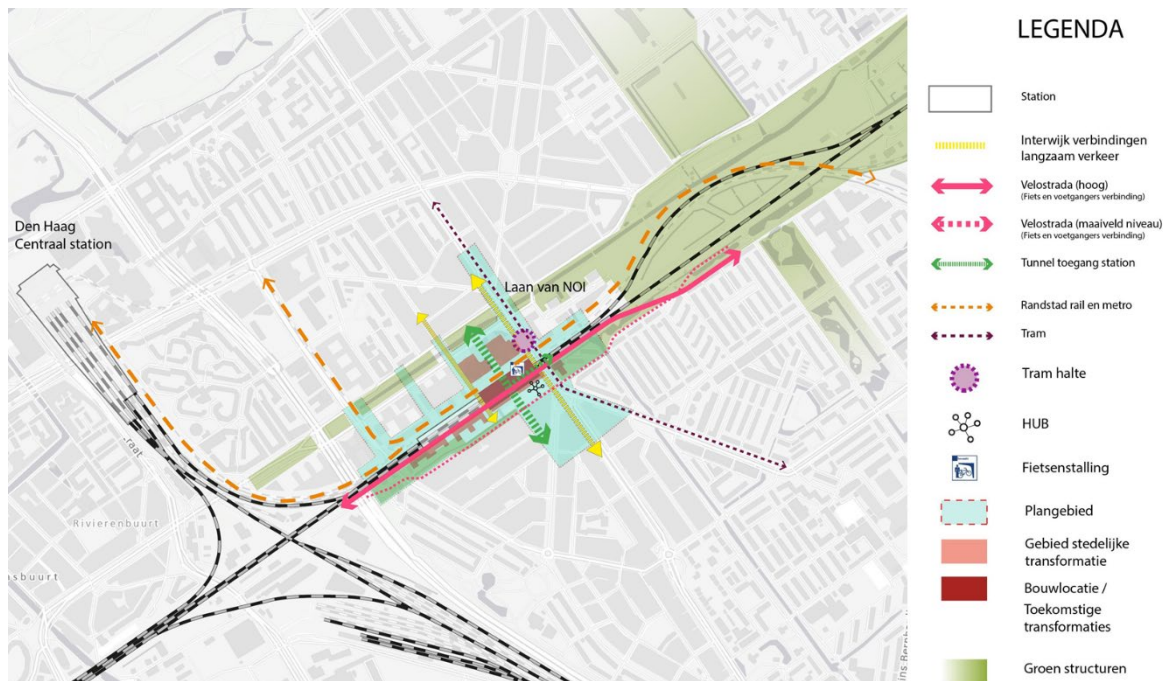 Den Haag
Centraal station
Laan van NOI
Rivierenbuurt
LEGENDA
Station
Interwijk verbindingen
langzaam verkeer
Velostrada (hoog)
(Fiets en voetgangers verbinding)
Velostrada (maaiveld niveau)
(Fiets en voetgangers verbinding)
Tunnel toegang station
Randstad rail en metro
Tram
Tram halte
HUB
Fietsenstalling
Plangebied
Gebied stedelijke
transformatie
Bouwlocatie /
Toekomstige
transformaties
Groen structuren